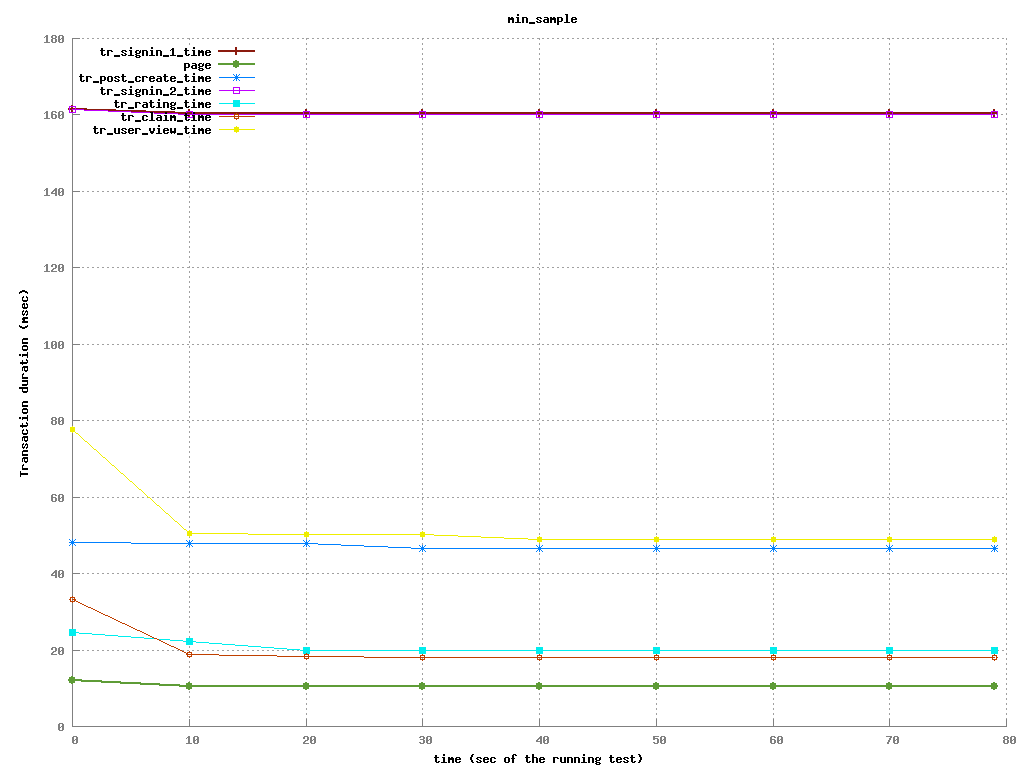 min_sample
180
tr_signin_1_time
page
tr_post_create_time
tr_signin_2_time
tr_rating_time
160
tr_claim_time
tr_user_view_time
140
120
100
80
60
40
20
0
Transaction duration (msec)
0 10 20 30 40 50 60 70 80
time (sec of the running test)